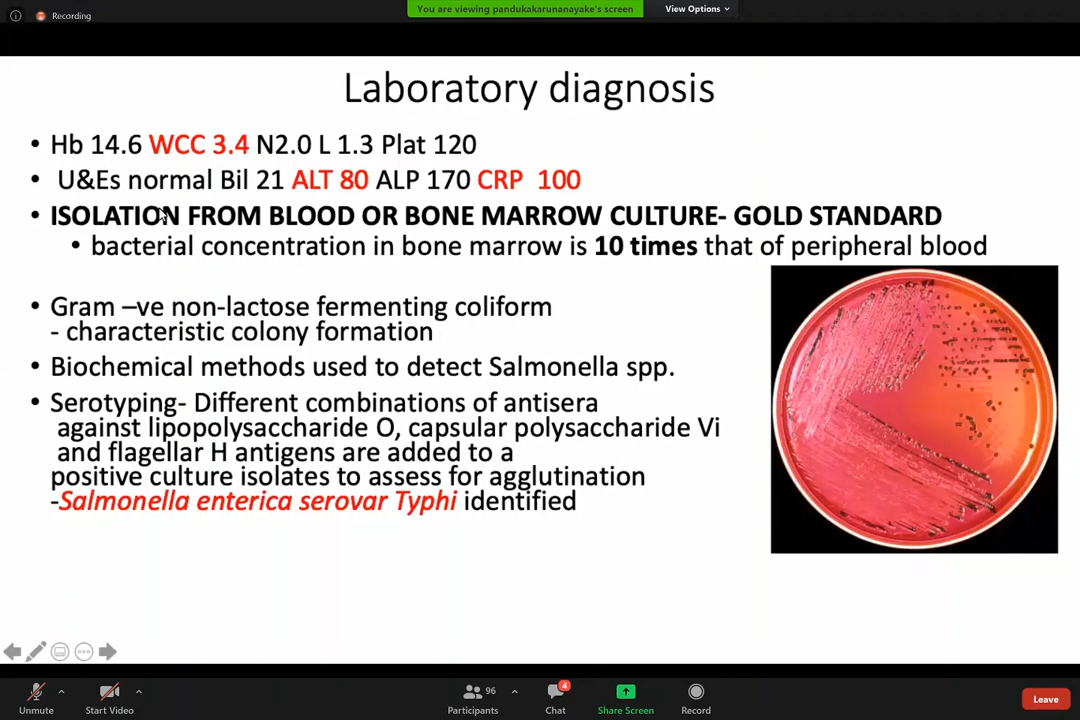 Recording
You are viewing pandukakarunanayake's screen
View Options
Laboratory diagnosis
• Hb 14.6 WCC 3.4 N2.0 L 1.3 Plat 120
• U&Es normal Bil 21 ALT 80 ALP 170 CRP 100
• ISOLATION FROM BLOOD OR BONE MARROW CULTURE- GOLD STANDARD
• bacterial concentration in bone marrow is 10 times that of peripheral blood
• Gram –ve non-lactose fermenting coliform
- characteristic colony formation
• Biochemical methods used to detect Salmonella spp.
• Serotyping- Different combinations of antisera
against lipopolysaccharide O, capsular polysaccharide Vi
and flagellar H antigens are added to a
positive culture isolates to assess for agglutination
-Salmonella enterica serovar Typhi identified
96
4
Unmute
Start Video
Participants
Chat
Share Screen
Record
Leave